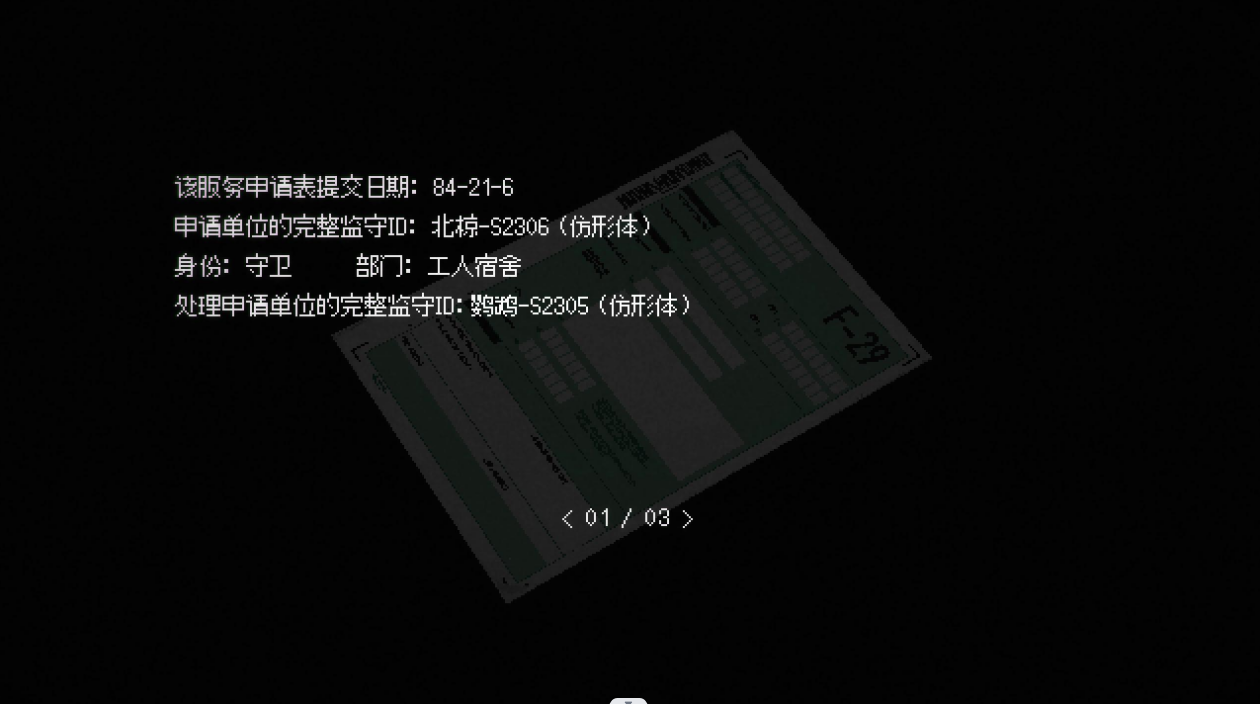 该服务申请表提交日期: 84-21-6
申请单位的完整监守ID: 北椋-S2306 (仿形体)
身份: 守卫 部门: 工人宿舍
处理申请单位的完整监守ID: 鹦鹉-S2305 (仿形体)
F-29
< 01 / 03 >